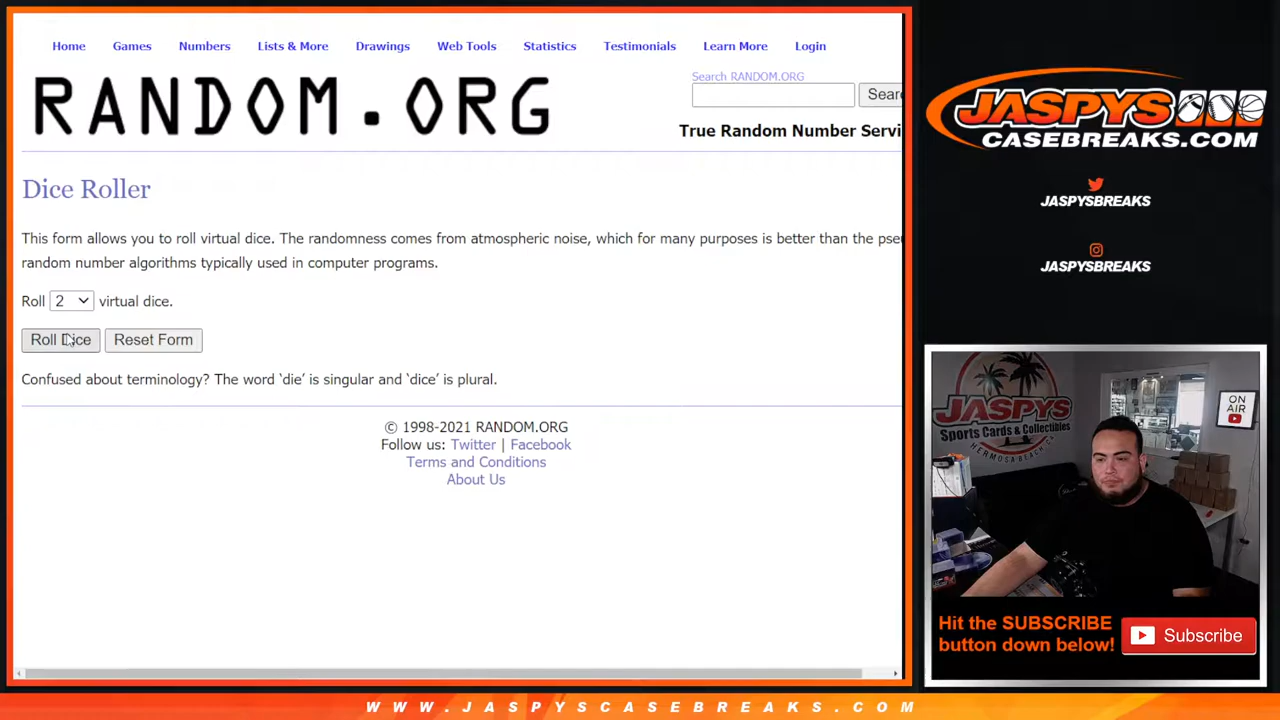 Home Games Numbers Lists & More Drawings Web Tools Statistics Testimonials Learn More Login
RANDOM.ORG
Search RANDOM.ORG
Sear
True Random Number Servi
Dice Roller
This form allows you to roll virtual dice. The randomness comes from atmospheric noise, which for many purposes is better than the pse
random number algorithms typically used in computer programs.
Roll 2 virtual dice.
Roll Dice Reset Form
Confused about terminology? The word ‘die’ is singular and ‘dice’ is plural.
© 1998-2021 RANDOM.ORG
Follow us: Twitter | Facebook
Terms and Conditions
About Us
JASPYS
CASEBREAKS.COM
JASPYSBREAKS
JASPYSBREAKS
JASPYS
Sports Cards & Collectibles
HERMOSA BEACH, CA
ON
AIR
Hit the SUBSCRIBE
button down below!
Subscribe
WWW.JASPYSCASEBREAKS.COM